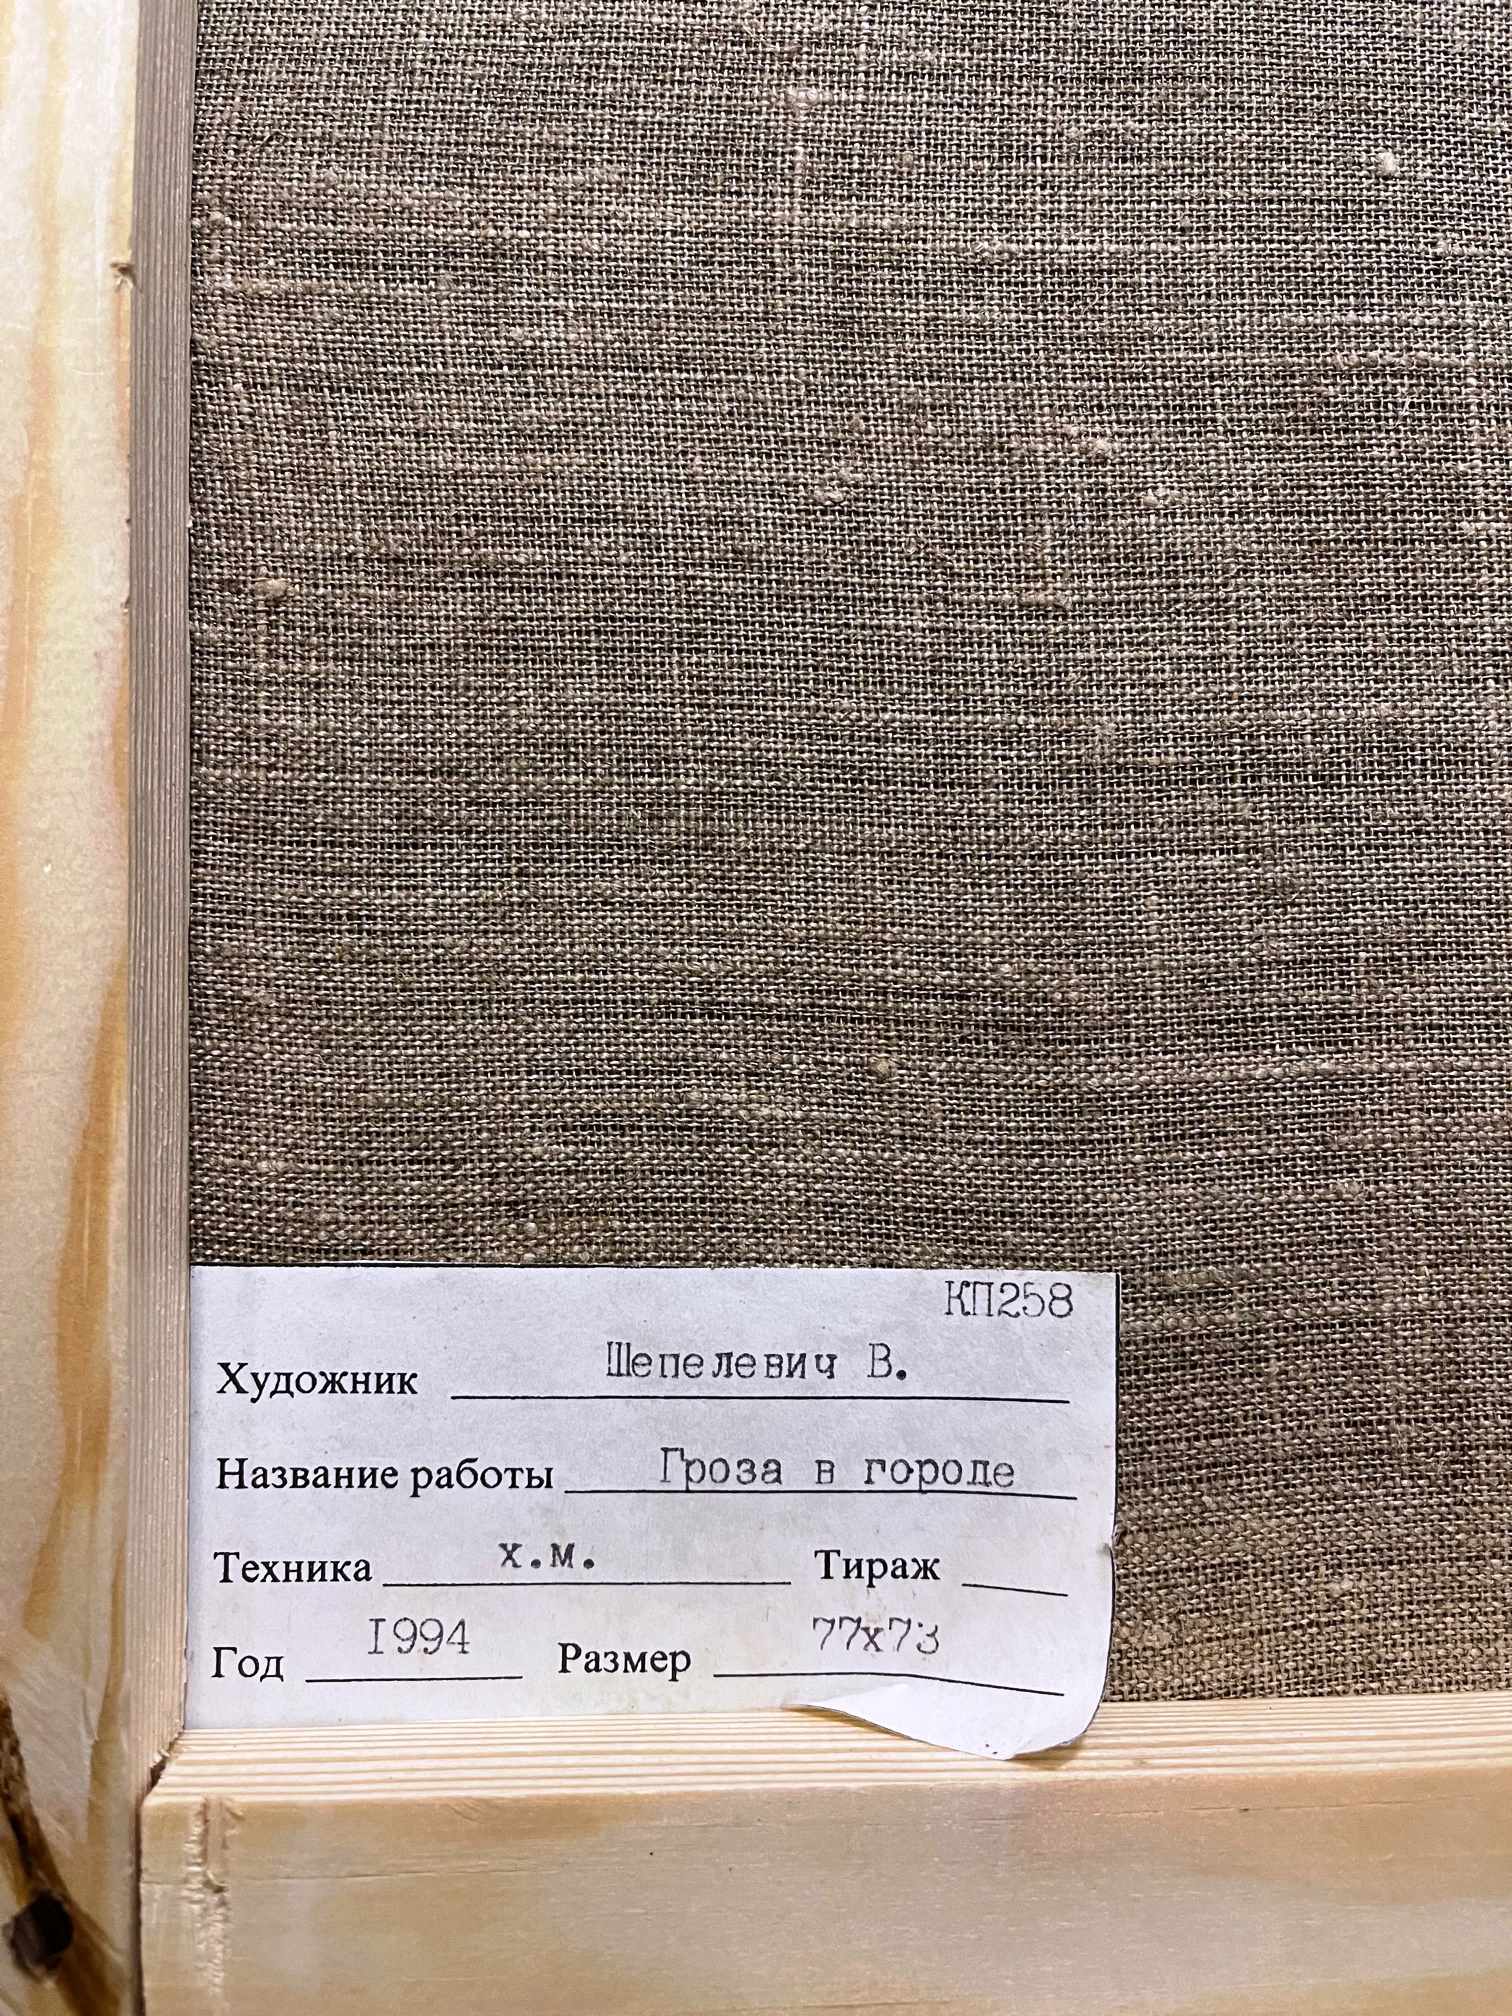 КП258
Художник Шепелевич В.
Название работы Гроза в городе
Техника х.м. Тираж
Год I994 Размер 77х73